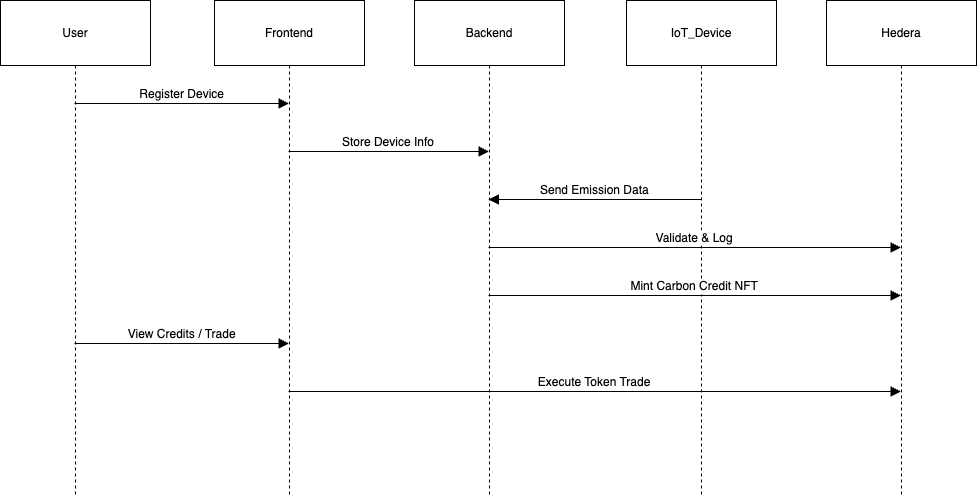 User
Frontend
Backend
IoT_Device
Hedera
Register Device
Store Device Info
Send Emission Data
Validate & Log
Mint Carbon Credit NFT
View Credits / Trade
Execute Token Trade